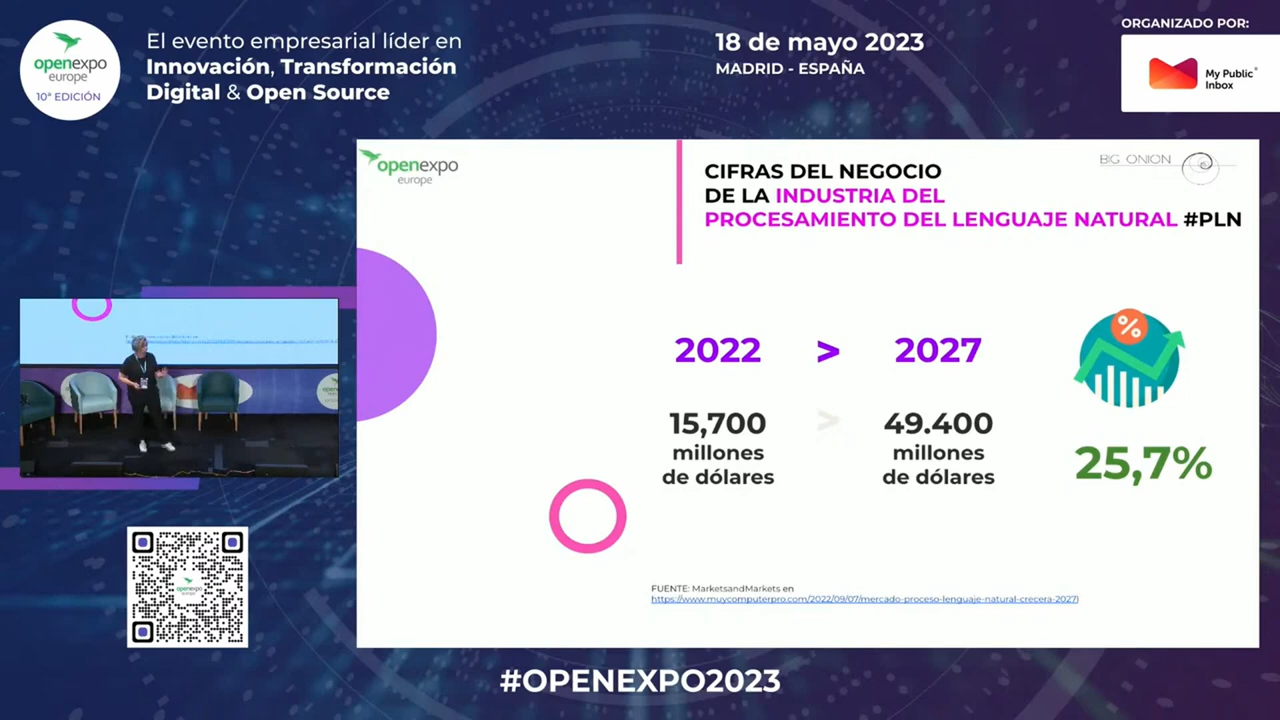 openexpo
europe
10ª EDICIÓN
El evento empresarial líder en
Innovación, Transformación
Digital & Open Source
18 de mayo 2023
MADRID - ESPAÑA
ORGANIZADO POR:
My Public
Inbox
openexpo
europe
CIFRAS DEL NEGOCIO
DE LA INDUSTRIA DEL
PROCESAMIENTO DEL LENGUAJE NATURAL #PLN
BIG ONION
2022 > 2027
%
15,700 > 49.400
millones millones
de dólares de dólares
25,7%
FUENTE: MarketsandMarkets en
https://www.muycomputerpro.com/2022/09/07/mercado-proceso-lenguaje-natural-crecera-2027)
openexpo
europe
#OPENEXPO2023